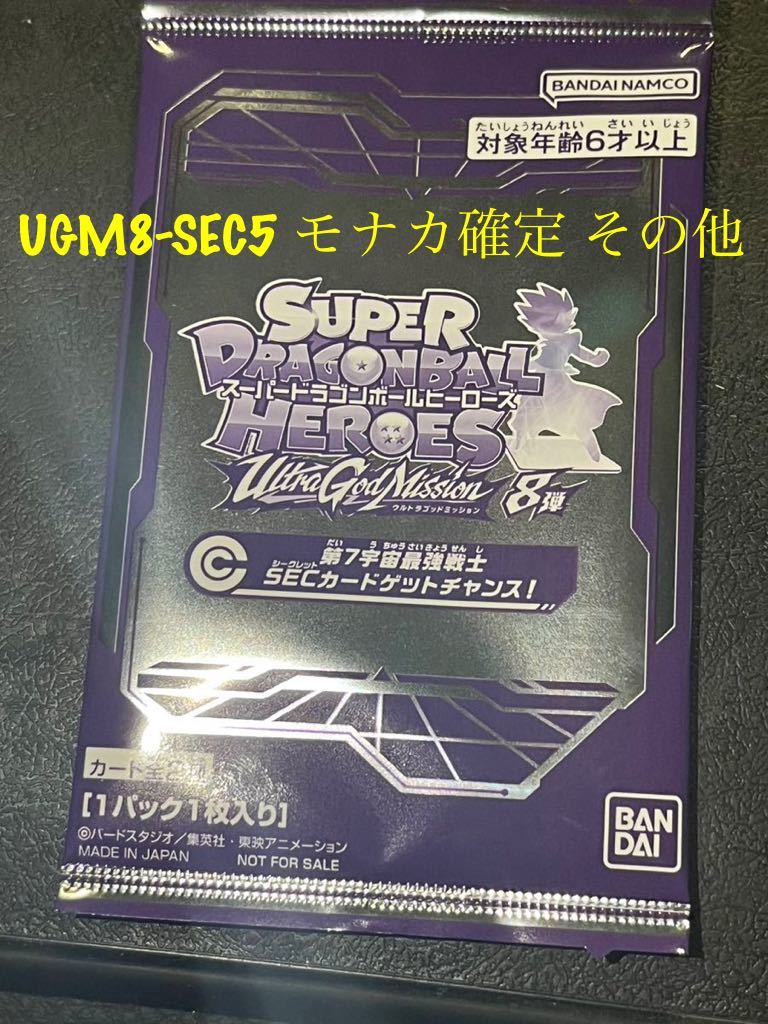 BANDAI NAMCO
たいしょうねんれい さい いじょう
対象年齢6才以上
UGM8-SEC5 モナカ確定 その他
SUPER
DRAGONBALL
スーパードラゴンボールヒーローズ
HEROES
UltraGodMission 8弾
ウルトラゴッドミッション
だい う ちゅうさいきょうせん し
第7宇宙最強戦士
シークレット
SECカードゲットチャンス!
カード全
[1パック1枚入り]
©バードスタジオ/集英社・東映アニメーション
MADE IN JAPAN NOT FOR SALE
BAN
DAI